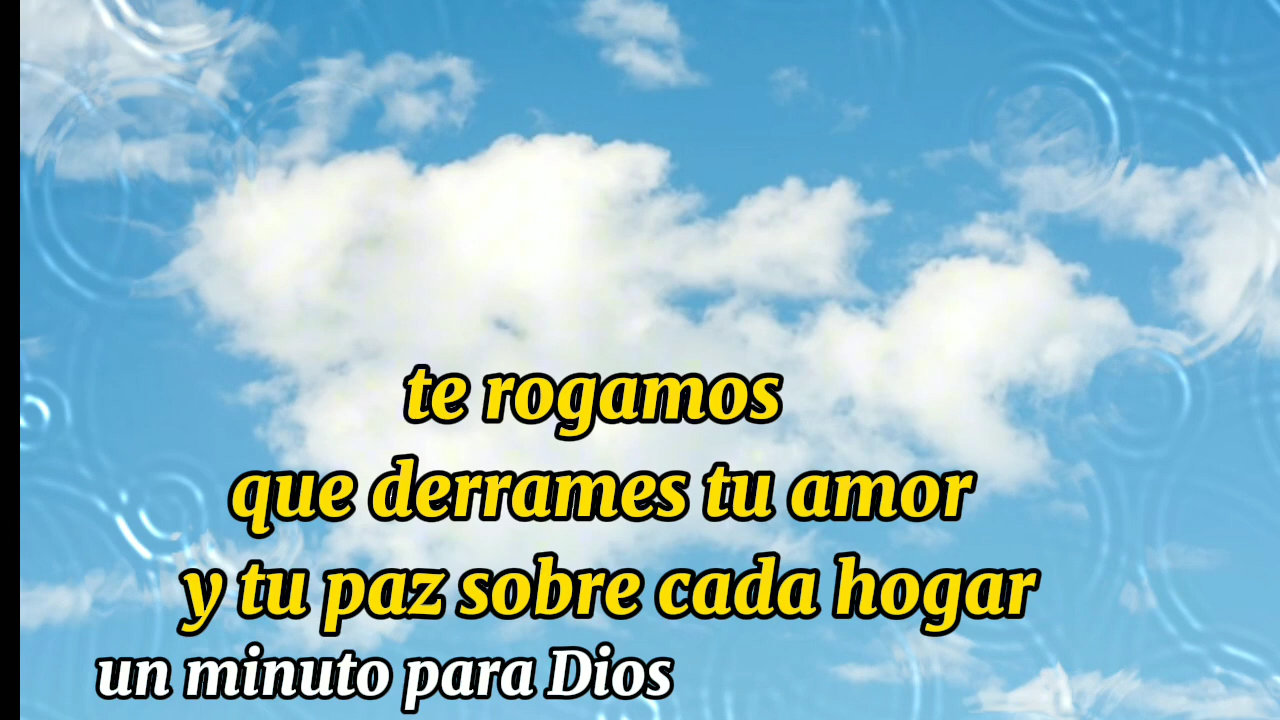 te rogamos
que derrames tu amor
y tu paz sobre cada hogar
un minuto para Dios